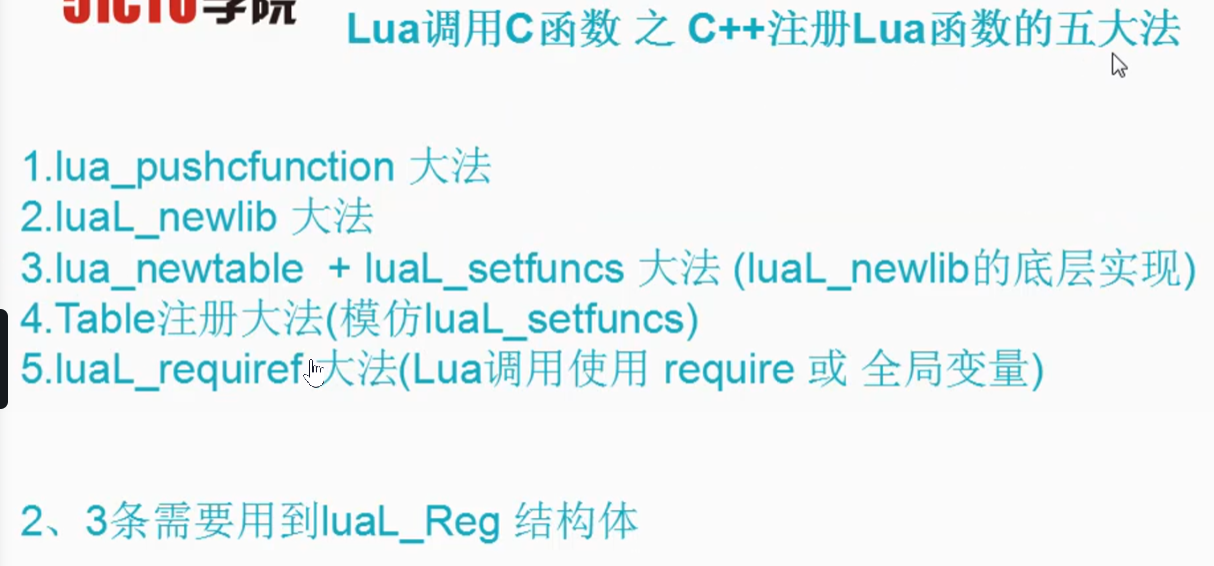 51CTO学院
Lua调用C函数 之 C++注册Lua函数的五大法
1.lua_pushcfunction 大法
2.luaL_newlib 大法
3.lua_newtable + luaL_setfuncs 大法 (luaL_newlib的底层实现)
4.Table注册大法(模仿luaL_setfuncs)
5.luaL_requiref 大法(Lua调用使用 require 或 全局变量)
2、3条需要用到luaL_Reg 结构体